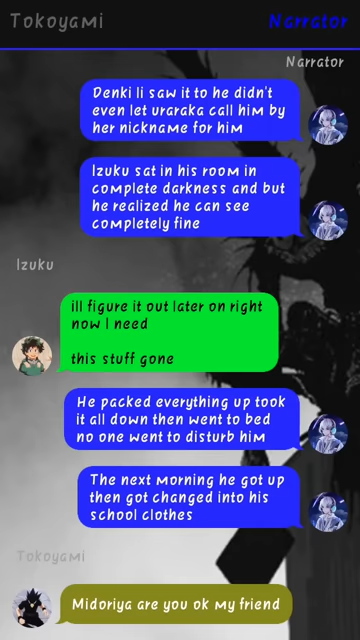 Tokoyami
Narrator
Narrator
Denki li saw it to he didn't
even let uraraka call him by
her nickname for him
Izuku sat in his room in
complete darkness and but
he realized he can see
completely fine
Izuku
ill figure it out later on right
now I need
this stuff gone
He packed everything up took
it all down then went to bed
no one went to disturb him
The next morning he got up
then got changed into his
school clothes
Tokoyami
Midoriya are you ok my friend